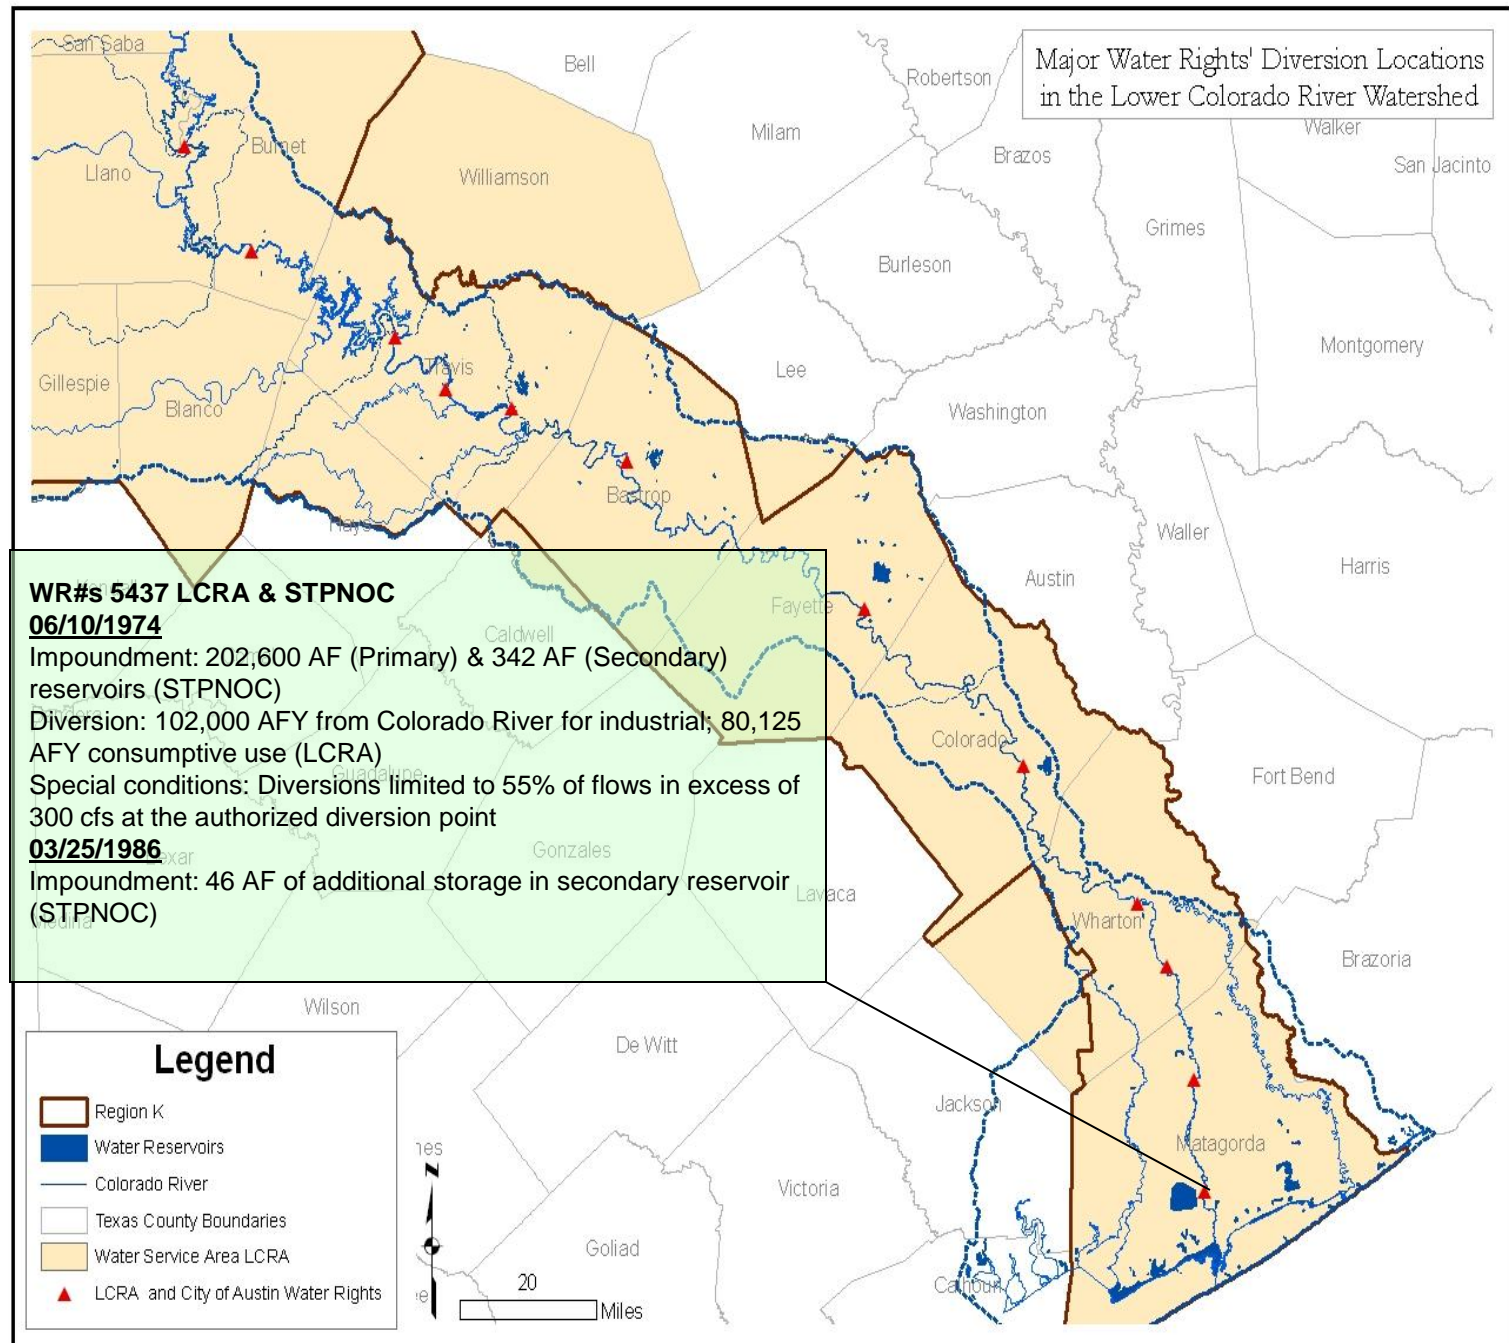 San Saba
Bell
Robertson
Major Water Rights' Diversion Locations
in the Lower Colorado River Watershed
Milam
Walker
Burnet
Brazos
San Jacinto
Llano
Williamson
Grimes
Burleson
Montgomery
Travis
Lee
Gillespie
Blanco
Washington
Bastrop
Hays
Waller
Harris
Austin
Kendall
Fayette
Caldwell
WR#s 5437 LCRA & STPNOC
06/10/1974
Impoundment: 202,600 AF (Primary) & 342 AF (Secondary)
reservoirs (STPNOC)
Diversion: 102,000 AFY from Colorado River for industrial; 80,125
AFY consumptive use (LCRA)
Special conditions: Diversions limited to 55% of flows in excess of
300 cfs at the authorized diversion point
03/25/1986
Impoundment: 46 AF of additional storage in secondary reservoir
(STPNOC)
Colorado
Guadalupe
Fort Bend
Bexar
Gonzales
Lavaca
Medina
Wharton
Brazoria
Wilson
De Witt
Jackson
Matagorda
Victoria
Goliad
Calhoun
Legend
Region K
Water Reservoirs
Colorado River
Texas County Boundaries
Water Service Area LCRA
LCRA and City of Austin Water Rights
nes
N
20
Miles